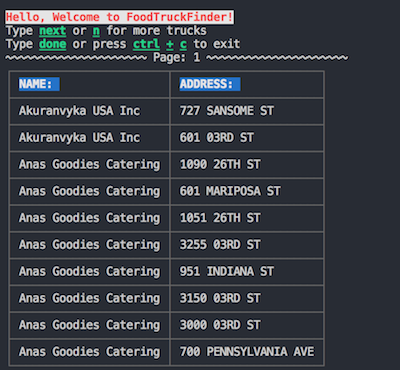 Hello, Welcome to FoodTruckFinder!
Type next or n for more trucks
Type done or press ctrl + c to exit
~~~~~~~~~~~~~~~~~~~~~ Page: 1 ~~~~~~~~~~~~~~~~~~~~~
NAME: ADDRESS:
Akuranvyka USA Inc 727 SANSOME ST
Akuranvyka USA Inc 601 03RD ST
Anas Goodies Catering 1090 26TH ST
Anas Goodies Catering 601 MARIPOSA ST
Anas Goodies Catering 1051 26TH ST
Anas Goodies Catering 3255 03RD ST
Anas Goodies Catering 951 INDIANA ST
Anas Goodies Catering 3150 03RD ST
Anas Goodies Catering 3000 03RD ST
Anas Goodies Catering 700 PENNSYLVANIA AVE